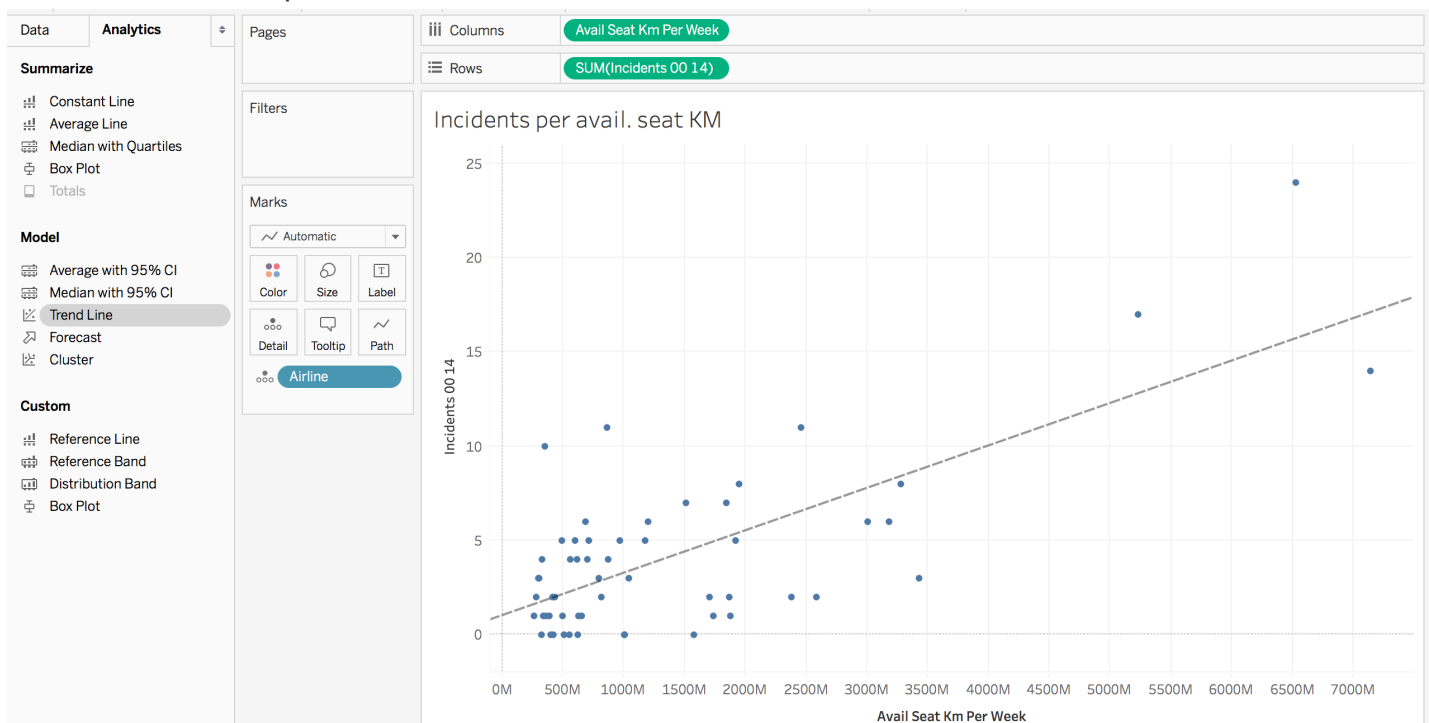 Data
Analytics
Summarize
Constant Line
Average Line
Median with Quartiles
Box Plot
Totals
Model
Average with 95% CI
Median with 95% CI
Trend Line
Forecast
Cluster
Custom
Reference Line
Reference Band
Distribution Band
Box Plot
Pages
Filters
Marks
Automatic
Color
Size
T
Label
Detail
Tooltip
Path
Airline
Columns
Avail Seat Km Per Week
Rows
SUM(Incidents 00 14)
Incidents per avail. seat KM
Incidents 00 14
25
20
15
10
5
0
0M 500M 1000M 1500M 2000M 2500M 3000M 3500M 4000M 4500M 5000M 5500M 6000M 6500M 7000M
Avail Seat Km Per Week